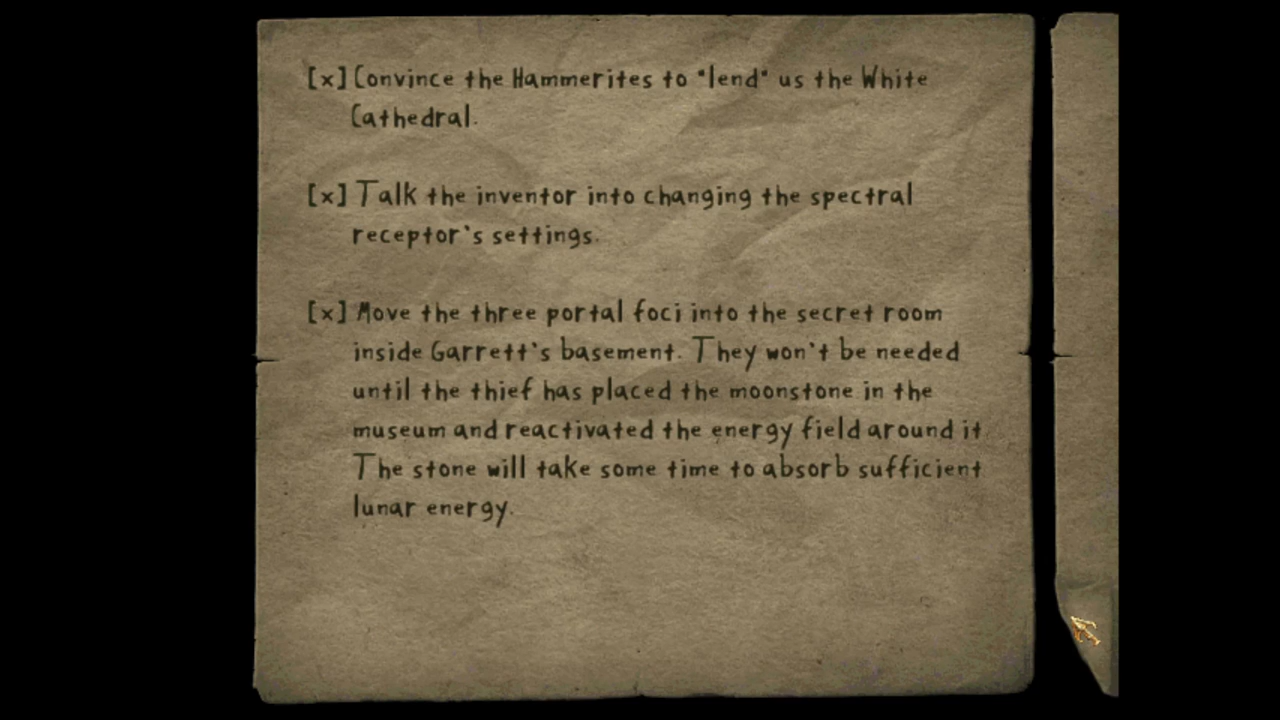 [x] Convince the Hammerites to "lend" us the White
Cathedral.
[x] Talk the inventor into changing the spectral
receptor's settings.
[x] Move the three portal foci into the secret room
inside Garrett's basement. They won't be needed
until the thief has placed the moonstone in the
museum and reactivated the energy field around it.
The stone will take some time to absorb sufficient
lunar energy.